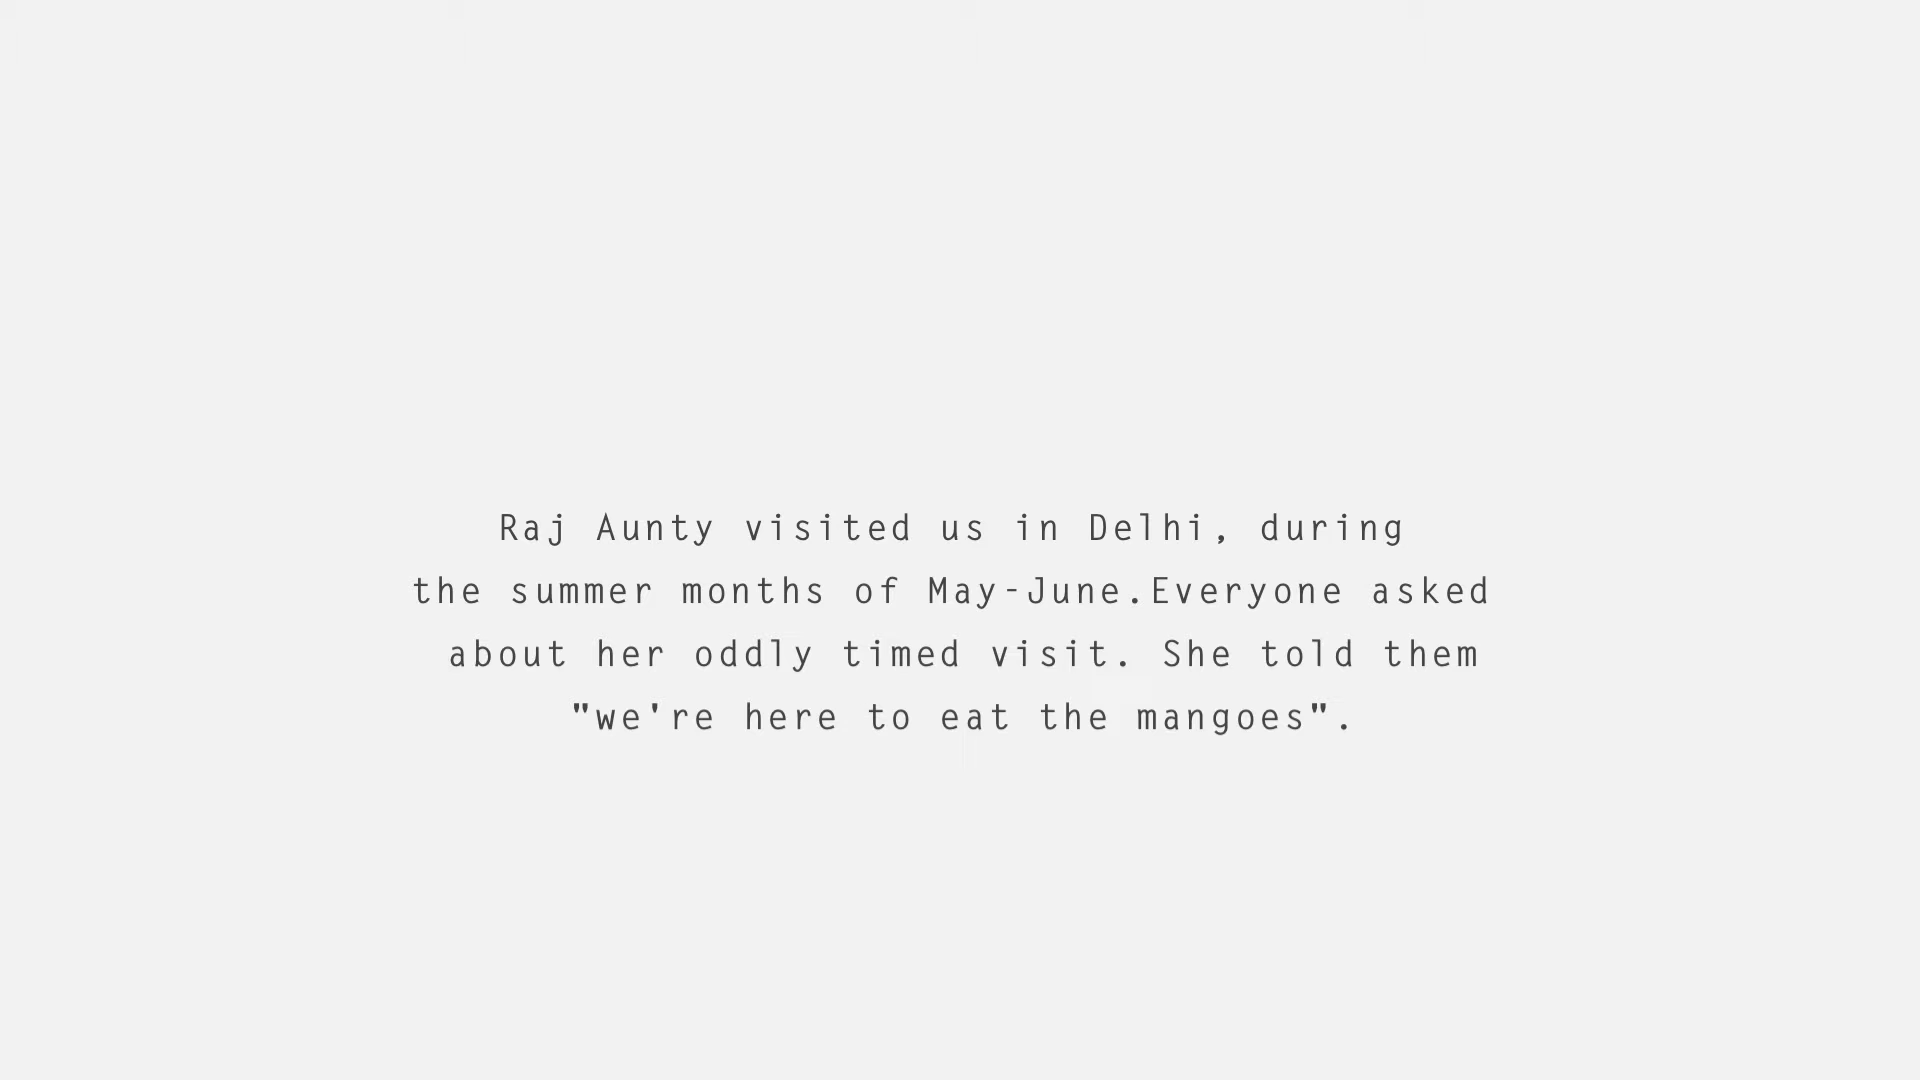 Raj Aunty visited us in Delhi, during
the summer months of May-June.Everyone asked
about her oddly timed visit. She told them
"we're here to eat the mangoes".